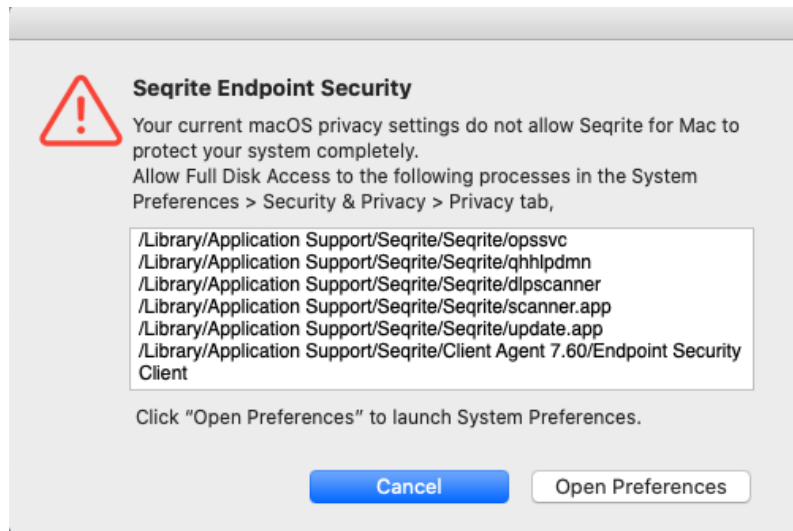 Seqrite Endpoint Security
Your current macOS privacy settings do not allow Seqrite for Mac to
protect your system completely.
Allow Full Disk Access to the following processes in the System
Preferences > Security & Privacy > Privacy tab,
/Library/Application Support/Seqrite/Seqrite/opssvc
/Library/Application Support/Seqrite/Seqrite/qhhlpdmn
/Library/Application Support/Seqrite/Seqrite/dlpscanner
/Library/Application Support/Seqrite/Seqrite/scanner.app
/Library/Application Support/Seqrite/Seqrite/update.app
/Library/Application Support/Seqrite/Client Agent 7.60/Endpoint Security
Client
Click “Open Preferences” to launch System Preferences.
Cancel
Open Preferences